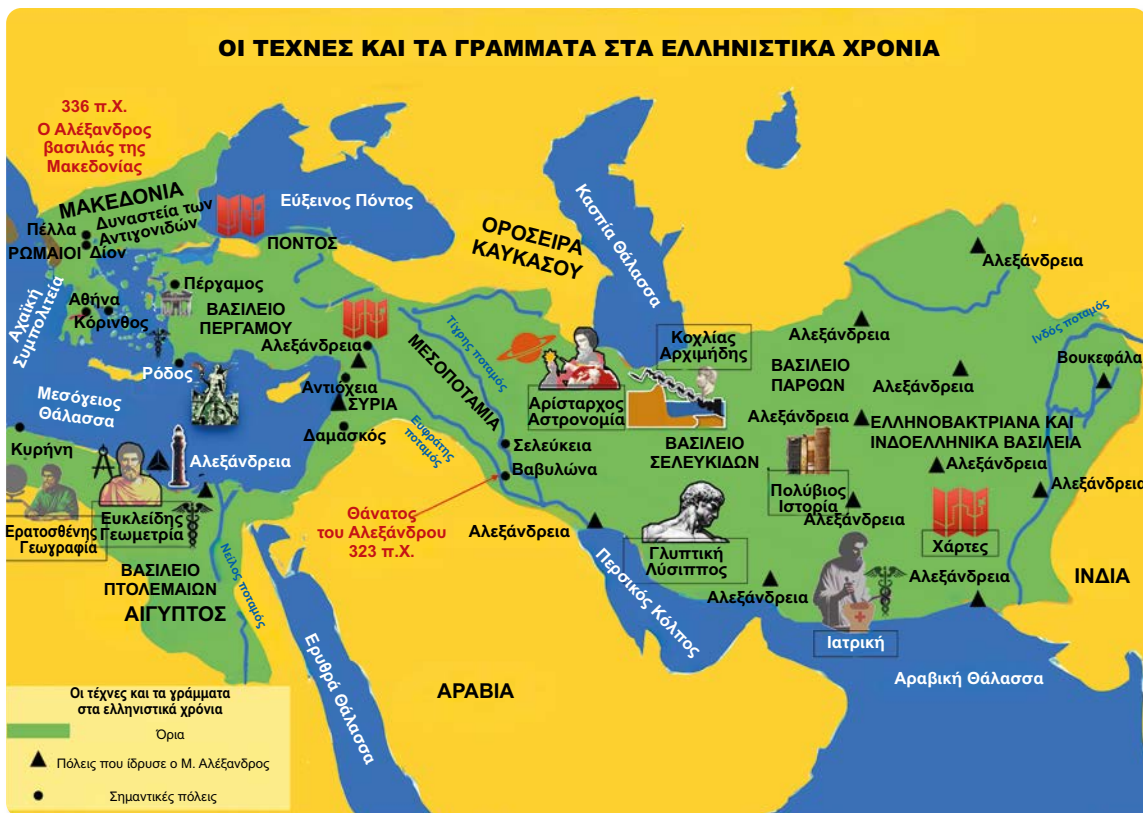 ΟΙ ΤΕΧΝΕΣ ΚΑΙ ΤΑ ΓΡΑΜΜΑΤΑ ΣΤΑ ΕΛΛΗΝΙΣΤΙΚΑ ΧΡΟΝΙΑ
336 π.Χ.
Ο Αλέξανδρος
βασιλιάς της
Μακεδονίας
ΜΑΚΕΔΟΝΙΑ
Δυναστεία των
Αντιγονιδών
Πέλλα
ΡΩΜΑΙΟΙ
Δίον
Εύξεινος Πόντος
ΠΟΝΤΟΣ
ΟΡΟΣΕΙΡΑ
ΚΑΥΚΑΣΟΥ
Κασπία Θάλασσα
Αλεξάνδρεια
Αχαϊκή
Συμπολιτεία
Αθήνα
Κόρινθος
Πέργαμος
ΒΑΣΙΛΕΙΟ
ΠΕΡΓΑΜΟΥ
Αλεξάνδρεια
Τίγρης ποταμός
ΜΕΣΟΠΟΤΑΜΙΑ
Κοχλίας
Αρχιμήδης
Αλεξάνδρεια
ΒΑΣΙΛΕΙΟ
ΠΑΡΘΩΝ
Αλεξάνδρεια
Ινδός ποταμός
Βουκεφάλα
Ρόδος
Αντιόχεια
ΣΥΡΙΑ
Δαμασκός
Ευφράτης
ποταμός
Αρίσταρχος
Αστρονομία
Αλεξάνδρεια
ΕΛΛΗΝΟΒΑΚΤΡΙΑΝΑ ΚΑΙ
ΙΝΔΟΕΛΛΗΝΙΚΑ ΒΑΣΙΛΕΙΑ
Μεσόγειος
Θάλασσα
Κυρήνη
Αλεξάνδρεια
Σελεύκεια
Βαβυλώνα
ΒΑΣΙΛΕΙΟ
ΣΕΛΕΥΚΙΔΩΝ
Αλεξάνδρεια
Αλεξάνδρεια
Πολύβιος
Ιστορία
Αλεξάνδρεια
Ερατοσθένης
Γεωγραφία
Ευκλείδης
Γεωμετρία
Θάνατος
του Αλεξάνδρου
323 π.Χ.
Αλεξάνδρεια
Γλυπτική
Λύσιππος
Χάρτες
ΒΑΣΙΛΕΙΟ
ΠΤΟΛΕΜΑΙΩΝ
ΑΙΓΥΠΤΟΣ
Νείλος ποταμός
Περσικός Κόλπος
Αλεξάνδρεια
Ιατρική
Αλεξάνδρεια
ΙΝΔΙΑ
Ερυθρά Θάλασσα
ΑΡΑΒΙΑ
Αραβική Θάλασσα
Οι τέχνες και τα γράμματα
στα ελληνιστικά χρόνια
Όρια
Πόλεις που ίδρυσε ο Μ. Αλέξανδρος
Σημαντικές πόλεις